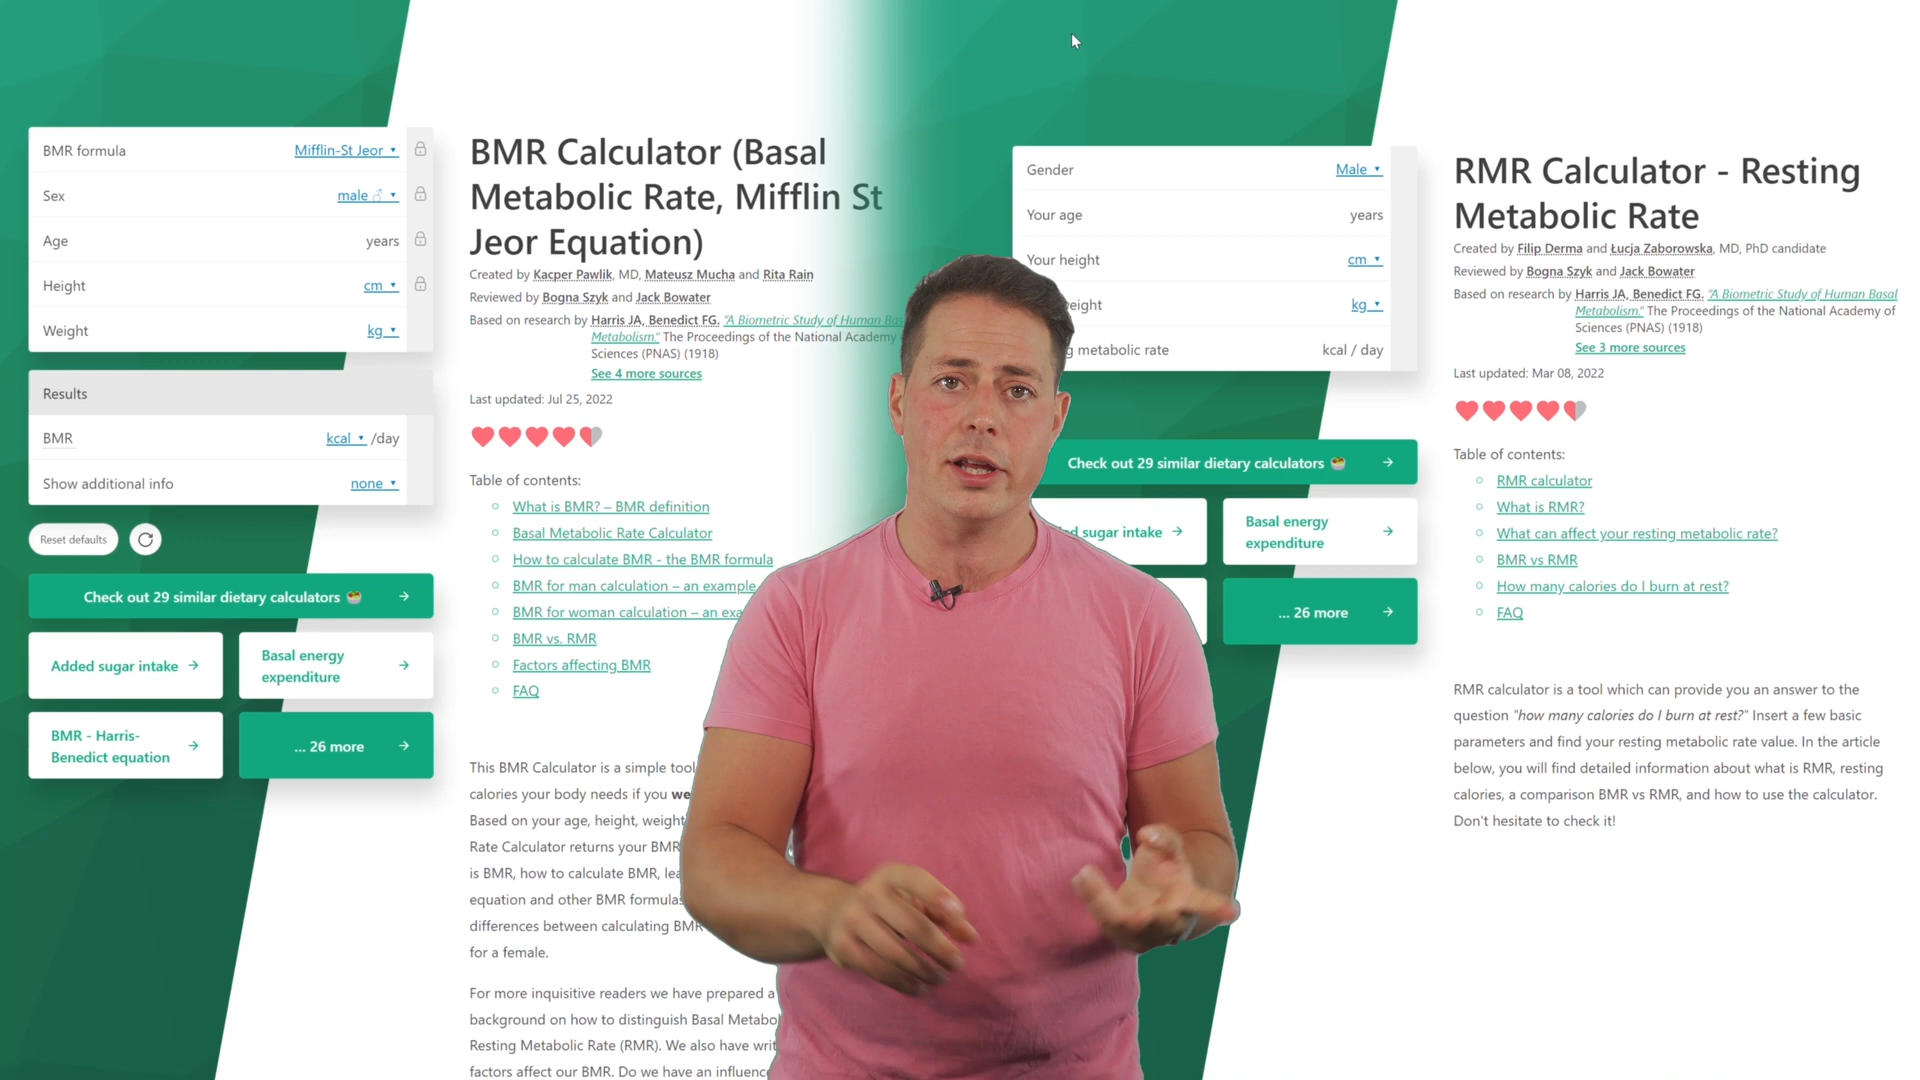 BMR formula
Mifflin-St Jeor
Sex
male
Age
years
Height
cm
Weight
kg
Results
BMR
kcal /day
Show additional info
none
Reset defaults
Check out 29 similar dietary calculators
Added sugar intake
Basal energy
expenditure
BMR - Harris-
Benedict equation
... 26 more
BMR Calculator (Basal
Metabolic Rate, Mifflin St
Jeor Equation)
Created by Kacper Pawlik, MD, Mateusz Mucha and Rita Rain
Reviewed by Bogna Szyk and Jack Bowater
Based on research by Harris JA, Benedict FG. "A Biometric Study of Human Bas
Metabolism." The Proceedings of the National Academy
Sciences (PNAS) (1918)
See 4 more sources
Last updated: Jul 25, 2022
Table of contents:
What is BMR? – BMR definition
Basal Metabolic Rate Calculator
How to calculate BMR - the BMR formula
BMR for man calculation – an example
BMR for woman calculation – an exa
BMR vs. RMR
Factors affecting BMR
FAQ
This BMR Calculator is a simple tool
calories your body needs if you we
Based on your age, height, weight
Rate Calculator returns your BMR
is BMR, how to calculate BMR, lea
equation and other BMR formulas
differences between calculating BMR
for a female.
For more inquisitive readers we have prepared a
background on how to distinguish Basal Metabol
Resting Metabolic Rate (RMR). We also have writ
factors affect our BMR. Do we have an influence
Gender
Male
Your age
years
Your height
cm
eight
kg
g metabolic rate
kcal / day
Check out 29 similar dietary calculators
ed sugar intake
Basal energy
expenditure
... 26 more
RMR Calculator - Resting
Metabolic Rate
Created by Filip Derma and Łucja Zaborowska, MD, PhD candidate
Reviewed by Bogna Szyk and Jack Bowater
Based on research by Harris JA, Benedict FG. "A Biometric Study of Human Basal
Metabolism." The Proceedings of the National Academy of
Sciences (PNAS) (1918)
See 3 more sources
Last updated: Mar 08, 2022
Table of contents:
RMR calculator
What is RMR?
What can affect your resting metabolic rate?
BMR vs RMR
How many calories do I burn at rest?
FAQ
RMR calculator is a tool which can provide you an answer to the
question "how many calories do I burn at rest?" Insert a few basic
parameters and find your resting metabolic rate value. In the article
below, you will find detailed information about what is RMR, resting
calories, a comparison BMR vs RMR, and how to use the calculator.
Don't hesitate to check it!